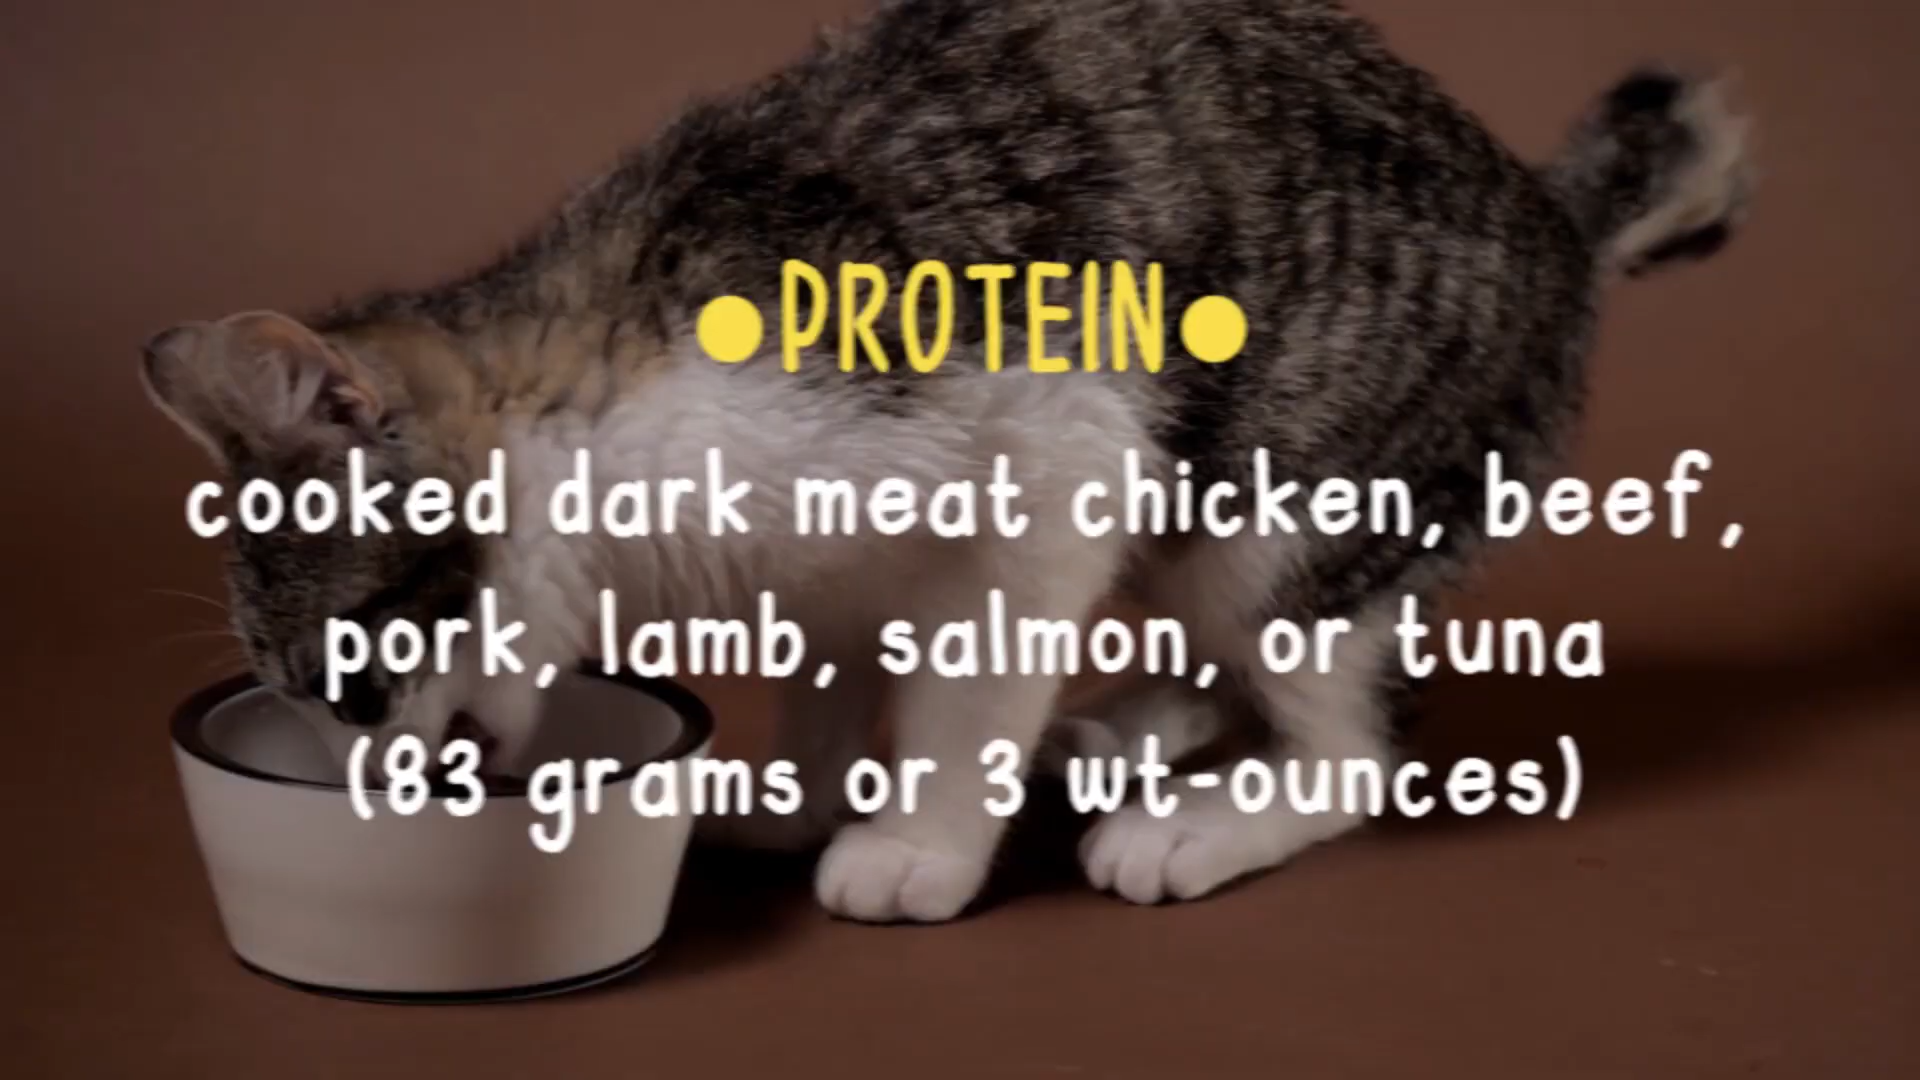 •PROTEIN•
cooked dark meat chicken, beef,
pork, lamb, salmon, or tuna
(83 grams or 3 wt-ounces)